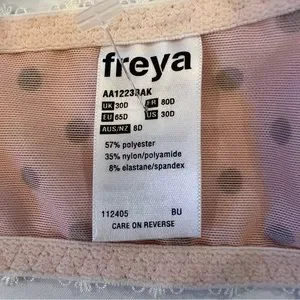 freya
AA1223BAK
UK 30D FR 80D
EU 65D US 30D
AUS/NZ 8D
57% polyester
35% nylon/polyamide
8% elastane/spandex
112405 BU
CARE ON REVERSE